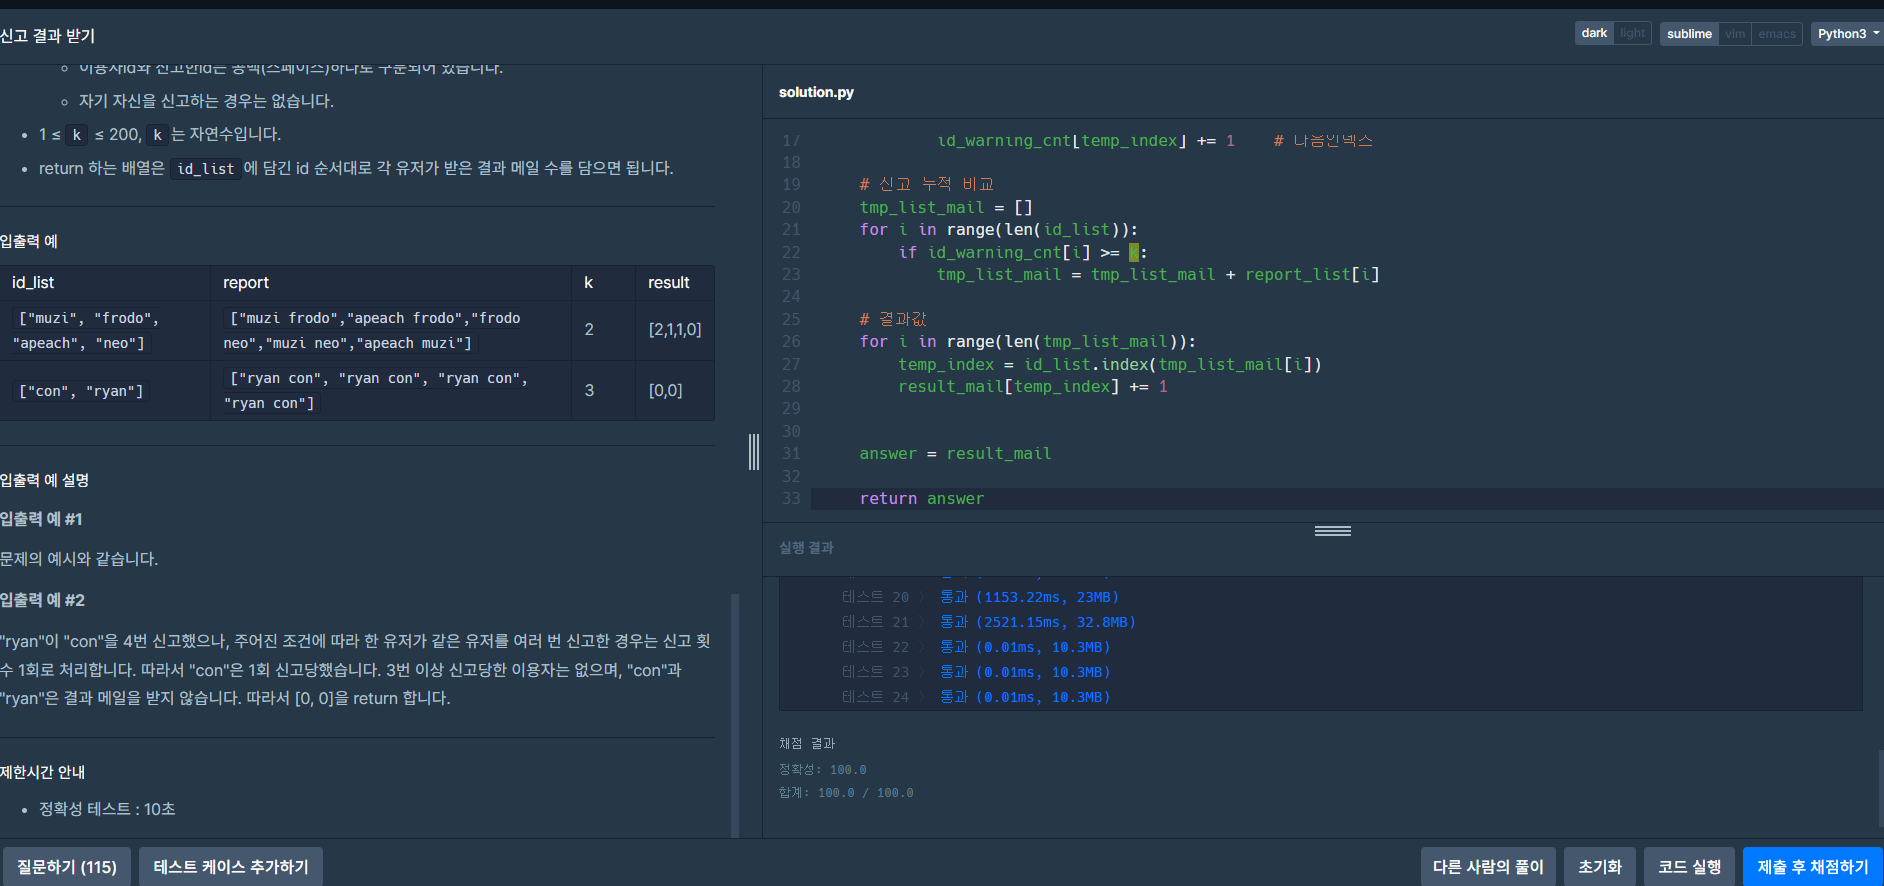 신고 결과 받기
dark light
sublime vim emacs
Python3
이용자id와 신고한id는 공백(스페이스)하나로 구분되어 있습니다.
자기 자신을 신고하는 경우는 없습니다.
1 ≤ k ≤ 200, k 는 자연수입니다.
return 하는 배열은 id_list 에 담긴 id 순서대로 각 유저가 받은 결과 메일 수를 담으면 됩니다.
입출력 예
id_list report k result
["muzi", "frodo", "apeach", "neo"] ["muzi frodo","apeach frodo","frodo neo","muzi neo","apeach muzi"] 2 [2,1,1,0]
["con", "ryan"] ["ryan con", "ryan con", "ryan con", "ryan con"] 3 [0,0]
입출력 예 설명
입출력 예 #1
문제의 예시와 같습니다.
입출력 예 #2
"ryan"이 "con"을 4번 신고했으나, 주어진 조건에 따라 한 유저가 같은 유저를 여러 번 신고한 경우는 신고 횟
수 1회로 처리합니다. 따라서 "con"은 1회 신고당했습니다. 3번 이상 신고당한 이용자는 없으며, "con"과
"ryan"은 결과 메일을 받지 않습니다. 따라서 [0, 0]을 return 합니다.
제한시간 안내
정확성 테스트 : 10초
solution.py
17 id_warning_cnt[temp_index] += 1 # 다음인덱스
18
19 # 신고 누적 비교
20 tmp_list_mail = []
21 for i in range(len(id_list)):
22 if id_warning_cnt[i] >= k:
23 tmp_list_mail = tmp_list_mail + report_list[i]
24
25 # 결과값
26 for i in range(len(tmp_list_mail)):
27 temp_index = id_list.index(tmp_list_mail[i])
28 result_mail[temp_index] += 1
29
30
31 answer = result_mail
32
33 return answer
실행 결과
테스트 20 〉 통과 (1153.22ms, 23MB)
테스트 21 〉 통과 (2521.15ms, 32.8MB)
테스트 22 〉 통과 (0.01ms, 10.3MB)
테스트 23 〉 통과 (0.01ms, 10.3MB)
테스트 24 〉 통과 (0.01ms, 10.3MB)
채점 결과
정확성: 100.0
합계: 100.0 / 100.0
질문하기 (115)
테스트 케이스 추가하기
다른 사람의 풀이
초기화
코드 실행
제출 후 채점하기